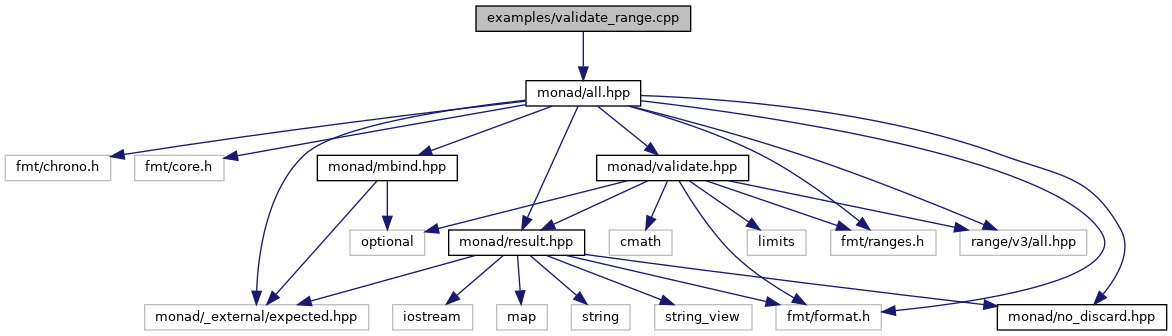 examples/validate_range.cpp
monad/all.hpp
fmt/chrono.h
fmt/core.h
monad/mbind.hpp
monad/validate.hpp
optional
monad/result.hpp
cmath
limits
fmt/ranges.h
range/v3/all.hpp
monad/_external/expected.hpp
iostream
map
string
string_view
fmt/format.h
monad/no_discard.hpp